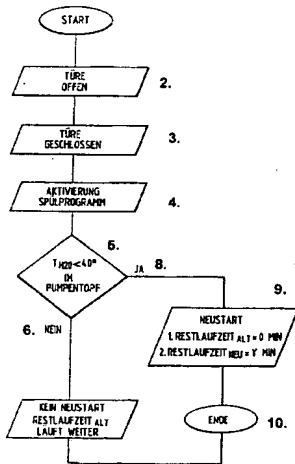 START
TÜRE
OFFEN
2.
TÜRE
GESCHLOSSEN
3.
AKTIVIERUNG
SPÜLPROGRAMM
4.
5.
T H2O < 40°
IM
PUMPENTOPF
JA
8.
6. KEIN
9.
NEUSTART
1. RESTLAUFZEIT ALT = 0 MIN
2. RESTLAUFZEIT NEU = Y MIN
KEIN NEUSTART
RESTLAUFZEIT ALT
LÄUFT WEITER
ENDE
10.